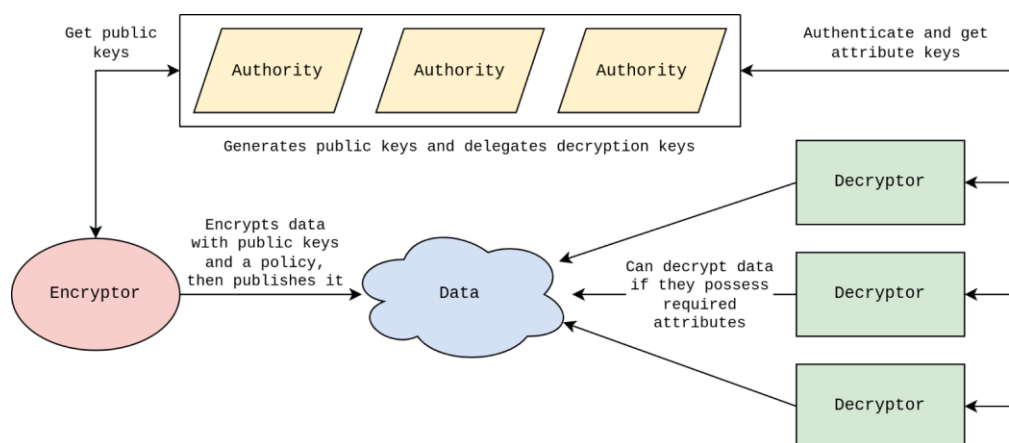 Get public
keys
Authority
Authority
Authority
Authenticate and get
attribute keys
Generates public keys and delegates decryption keys
Encryptor
Encrypts data
with public keys
and a policy,
then publishes it
Data
Can decrypt data
if they possess
required
attributes
Decryptor
Decryptor
Decryptor